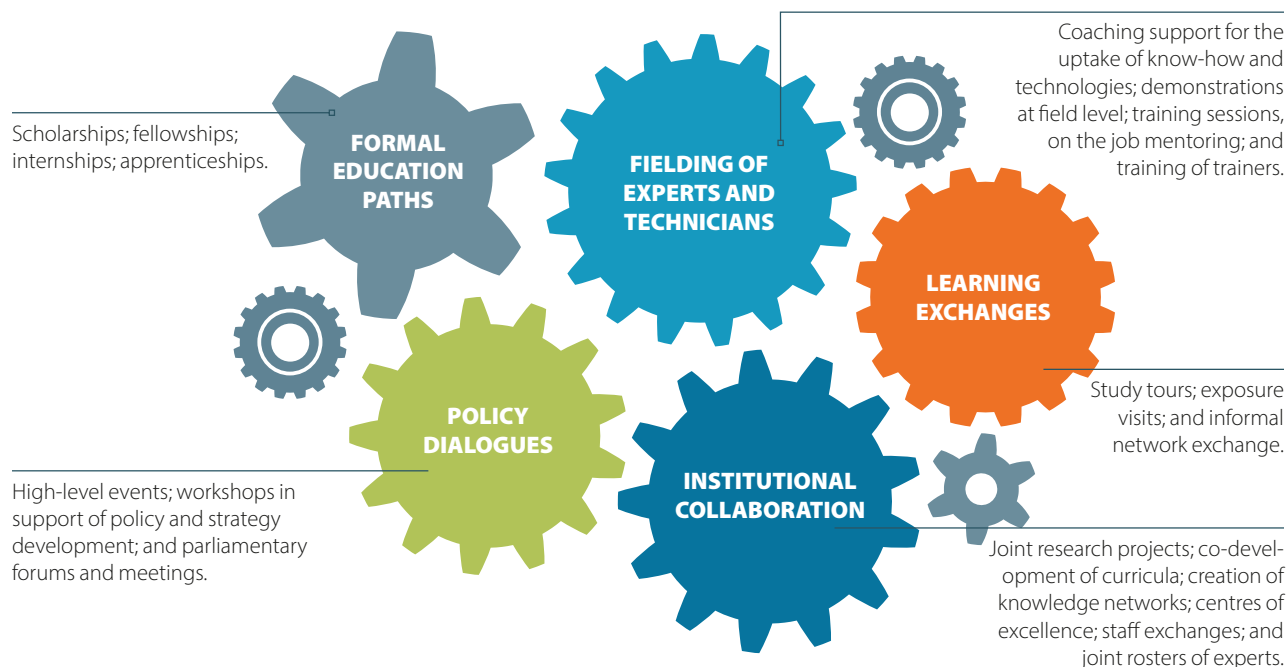 Scholarships; fellowships;
internships; apprenticeships.
FORMAL
EDUCATION
PATHS
FIELDING OF
EXPERTS AND
TECHNICIANS
Coaching support for the
uptake of know-how and
technologies; demonstrations
at field level; training sessions,
on the job mentoring; and
training of trainers.
LEARNING
EXCHANGES
Study tours; exposure
visits; and informal
network exchange.
POLICY
DIALOGUES
High-level events; workshops in
support of policy and strategy
development; and parliamentary
forums and meetings.
INSTITUTIONAL
COLLABORATION
Joint research projects; co-devel-
opment of curricula; creation of
knowledge networks; centres of
excellence; staff exchanges; and
joint rosters of experts.